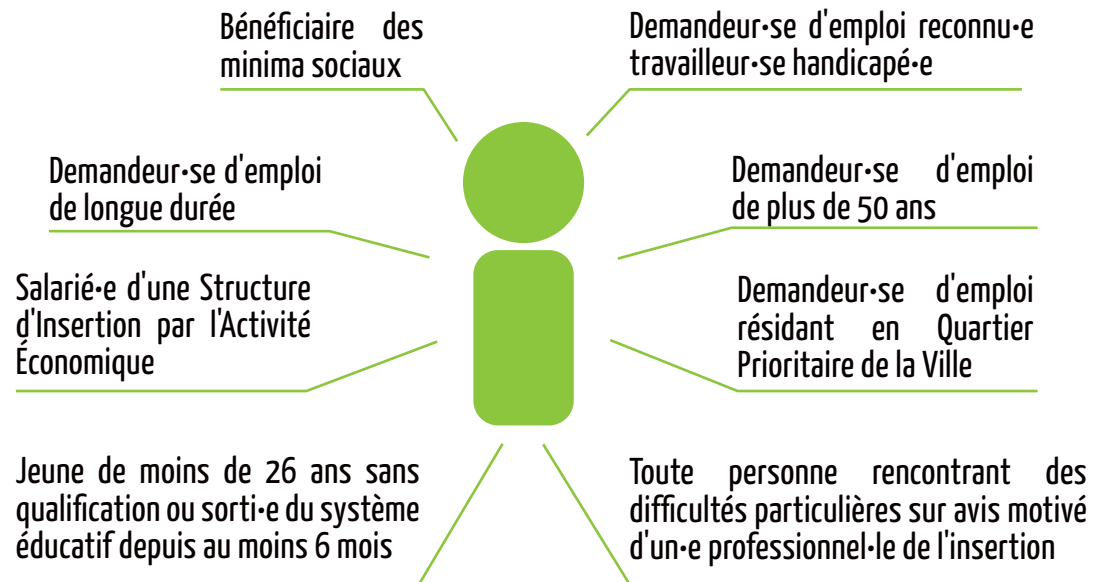 Bénéficiaire des
minima sociaux
Demandeur•se d'emploi reconnu•e
travailleur•se handicapé•e
Demandeur•se d'emploi
de longue durée
Demandeur•se d'emploi
de plus de 50 ans
Salarié•e d'une Structure
d'Insertion par l'Activité
Économique
Demandeur•se d'emploi
résidant en Quartier
Prioritaire de la Ville
Jeune de moins de 26 ans sans
qualification ou sorti•e du système
éducatif depuis au moins 6 mois
Toute personne rencontrant des
difficultés particulières sur avis motivé
d'un•e professionnel•le de l'insertion